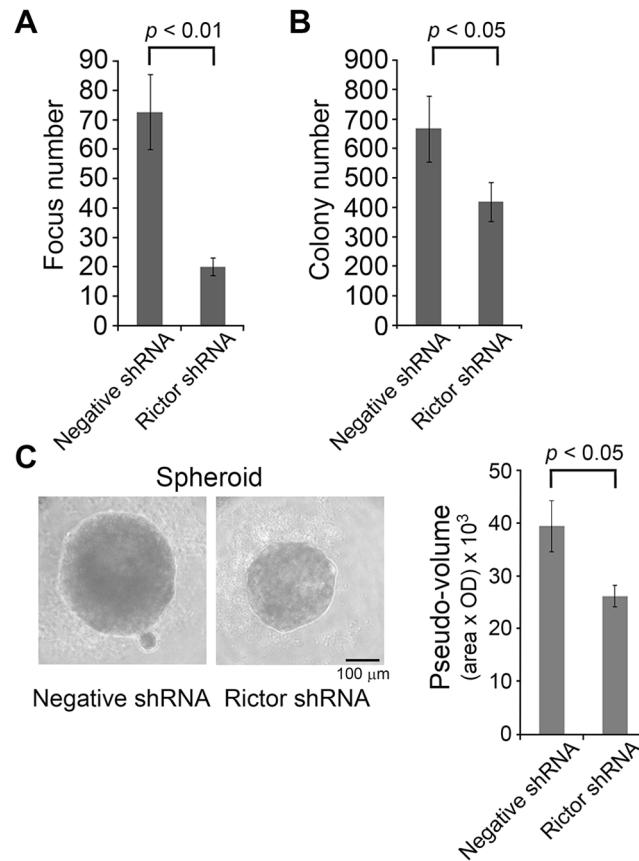 A
p < 0.01
Focus number
90
80
70
60
50
40
30
20
10
0
Negative shRNA
Rictor shRNA
B
p < 0.05
Colony number
900
800
700
600
500
400
300
200
100
0
Negative shRNA
Rictor shRNA
C
Spheroid
100 μm
Negative shRNA Rictor shRNA
p < 0.05
Pseudo-volume
(area x OD) x 10³
50
40
30
20
10
0
Negative shRNA
Rictor shRNA